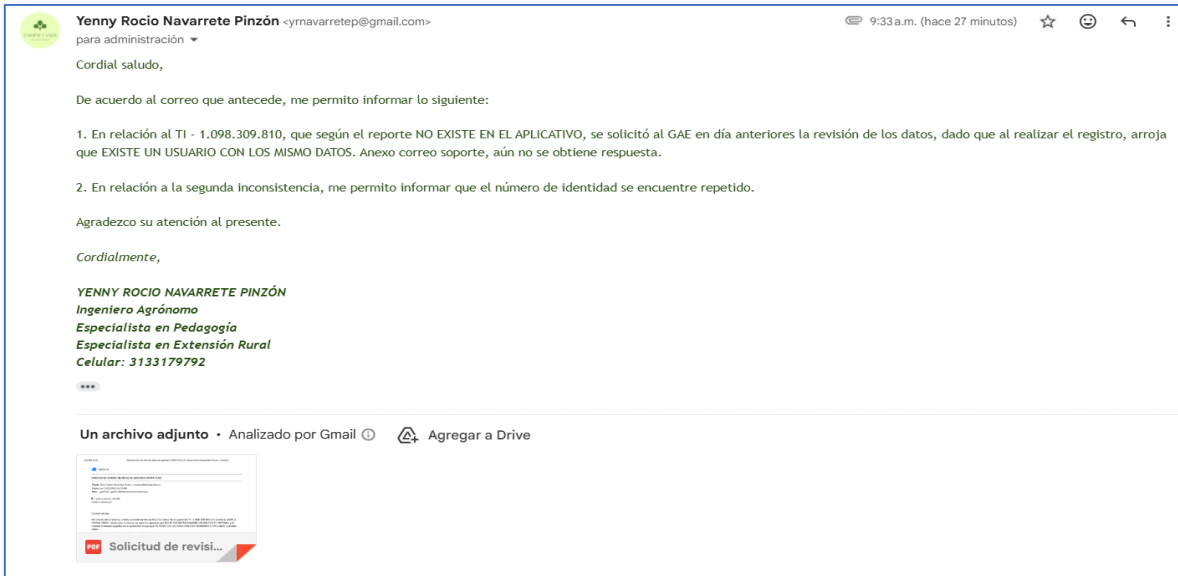 Yenny Rocio Navarrete Pinzón <yrnavarretep@gmail.com>
9:33 a.m. (hace 27 minutos)
para administración
Cordial saludo,
De acuerdo al correo que antecede, me permito informar lo siguiente:
1. En relación al TI - 1.098.309.810, que según el reporte NO EXISTE EN EL APLICATIVO, se solicitó al GAE en día anteriores la revisión de los datos, dado que al realizar el registro, arroja
que EXISTE UN USUARIO CON LOS MISMO DATOS. Anexo correo soporte, aún no se obtiene respuesta.
2. En relación a la segunda inconsistencia, me permito informar que el número de identidad se encuentre repetido.
Agradezco su atención al presente.
Cordialmente,
YENNY ROCIO NAVARRETE PINZÓN
Ingeniero Agrónomo
Especialista en Pedagogía
Especialista en Extensión Rural
Celular: 3133179792
Un archivo adjunto • Analizado por Gmail
Agregar a Drive
PDF Solicitud de revisi...